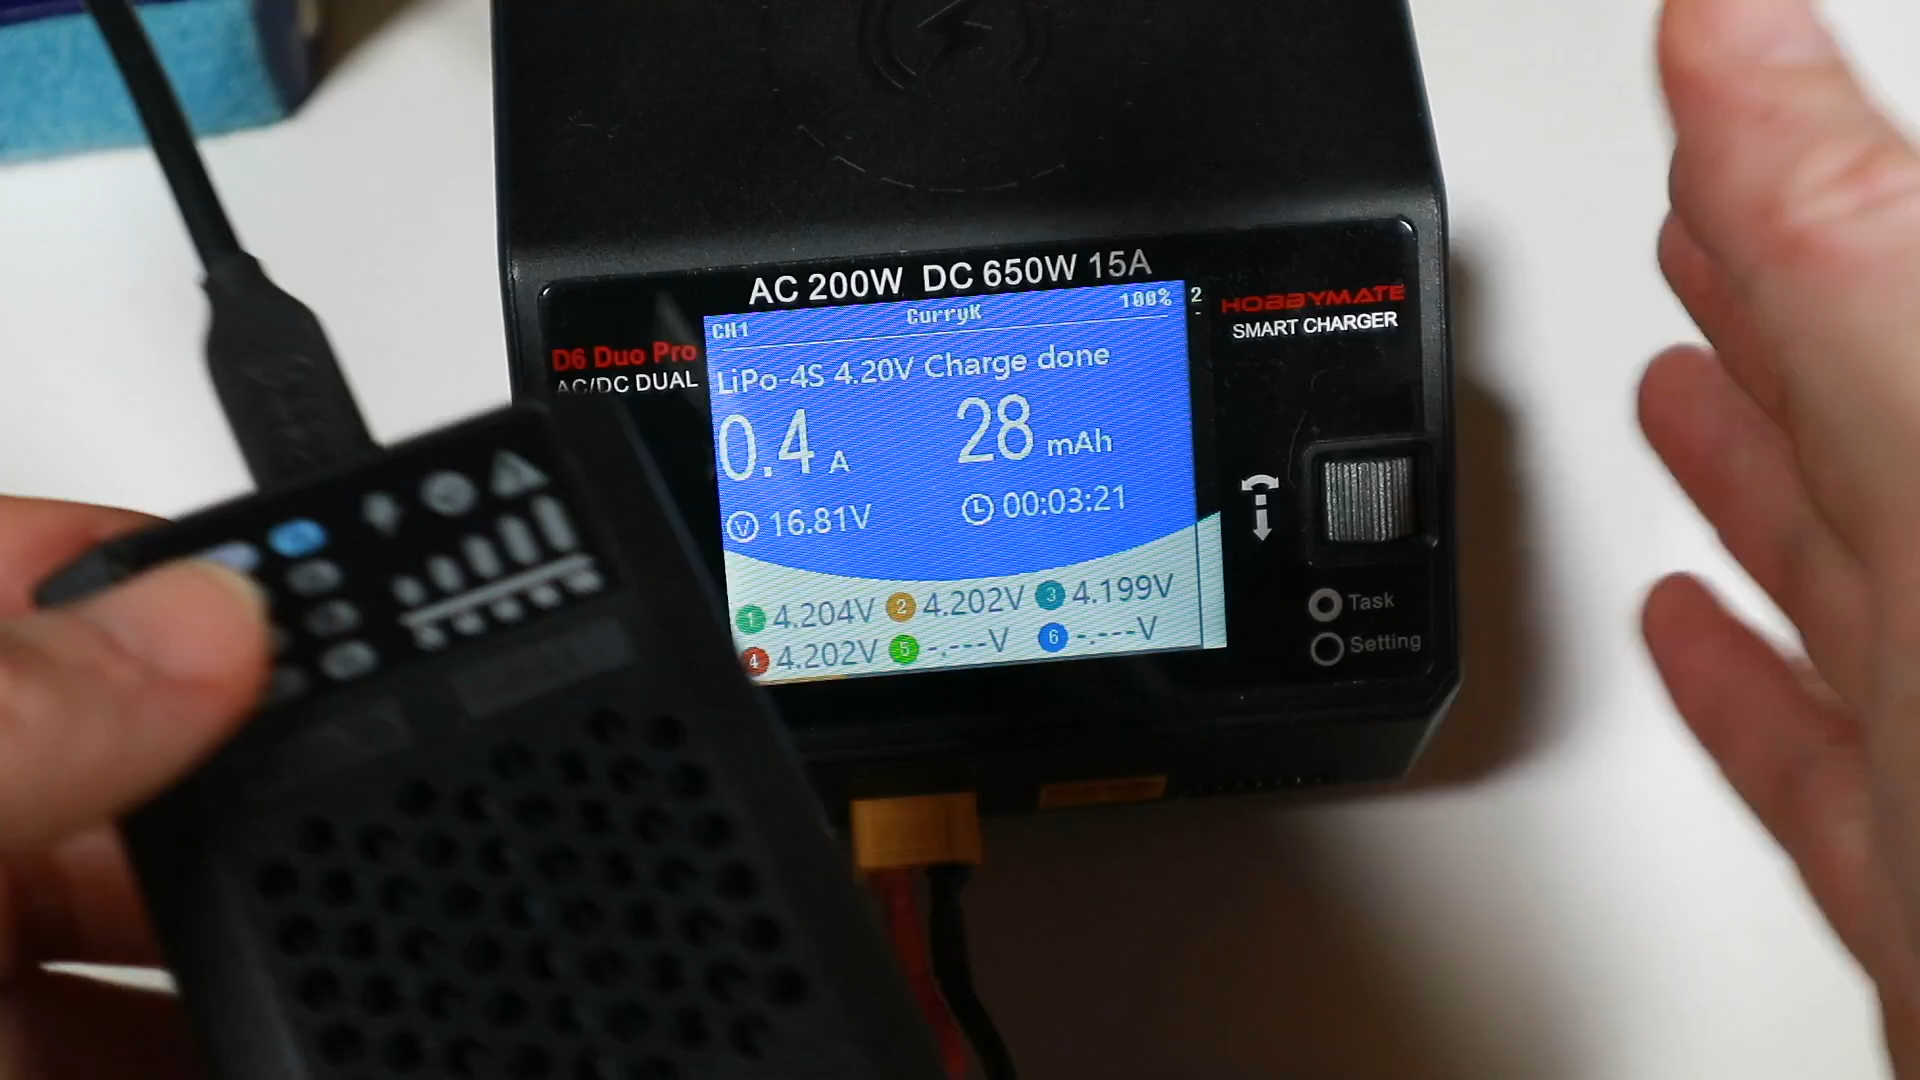 AC 200W DC 650W 15A
D6 Duo Pro
AC/DC DUAL
HOBBYMATE
SMART CHARGER
CH1 CurryK 100%
2
LiPo-4S 4.20V Charge done
0.4 A 28 mAh
V 16.81V 00:03:21
1 4.204V 2 4.202V 3 4.199V
4 4.202V 5 -.---V 6 -.---V
Task
Setting